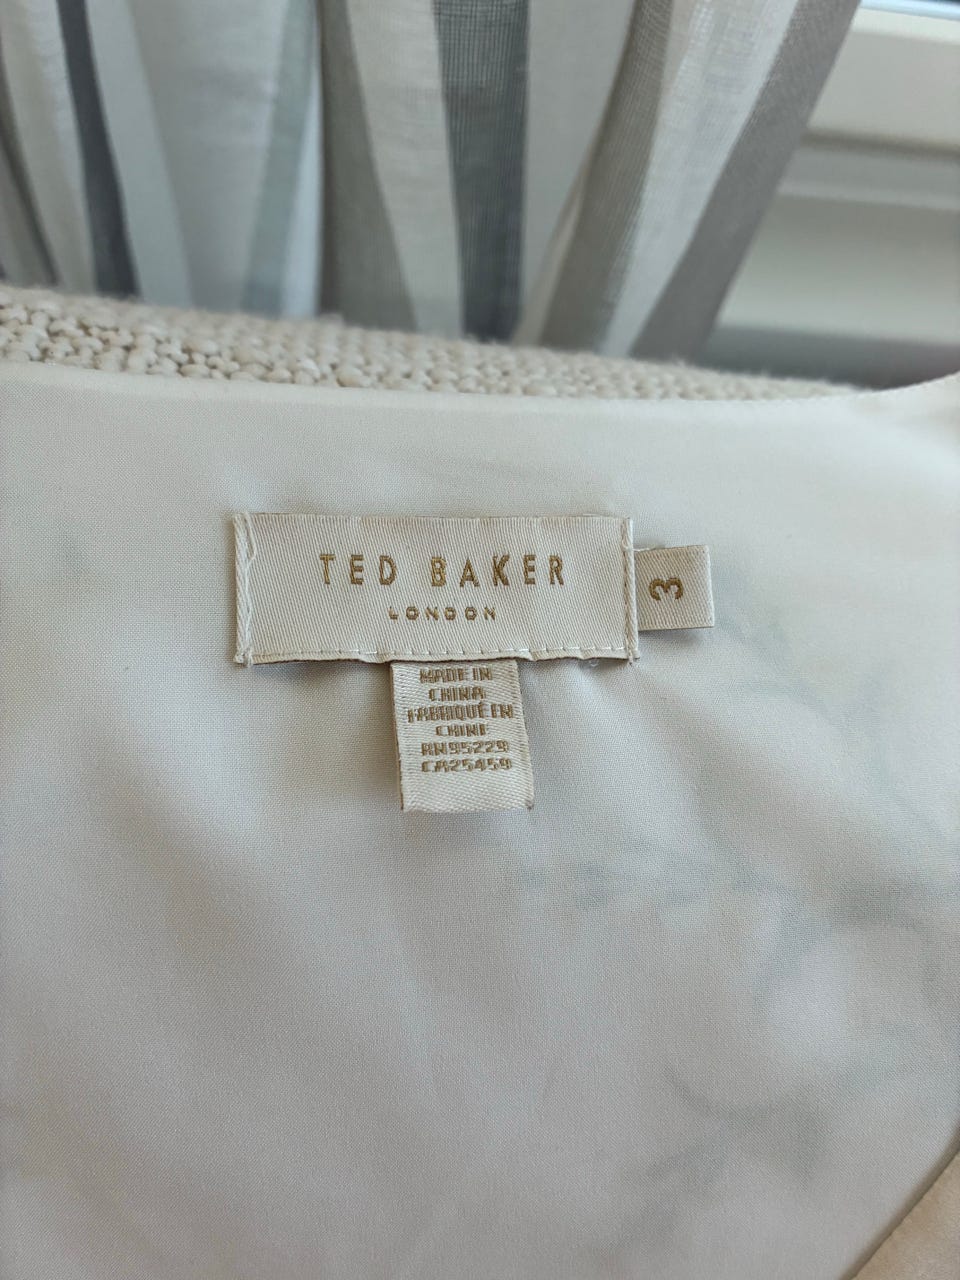 TED BAKER
LONDON
3
MADE IN
CHINA
FABRIQUÉ EN
CHINE
RN95229
CA25459